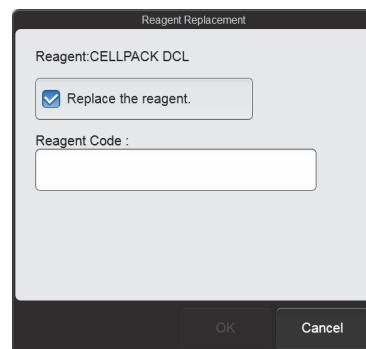 Reagent Replacement
Reagent:CELLPACK DCL
Replace the reagent.
Reagent Code :
OK
Cancel